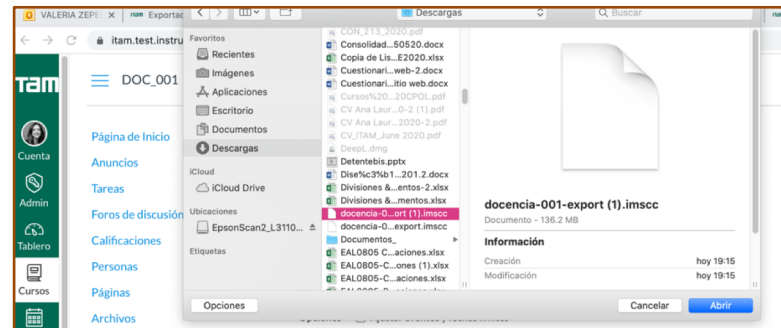 VALERIA ZEPE
Exportac
Descargas
Buscar
itam.test.instru
Tam
DOC_001
Cuenta
Admin
Tablero
Cursos
Página de Inicio
Anuncios
Tareas
Foros de discusión
Calificaciones
Personas
Páginas
Archivos
Favoritos
Recientes
Imágenes
Aplicaciones
Escritorio
Documentos
Descargas
iCloud
iCloud Drive
Ubicaciones
EpsonScan2_L3110...
Etiquetas
CON_213_2020.pdf
Consolidad...50520.docx
Copia de Lis...E2020.xlsx
Cuestionari...web-2.docx
Cuestionari...itio web.docx
Cursos%20...20CPOL.pdf
CV Ana Laur...0-2 (1).pdf
CV Ana Laur...2020-2.pdf
CV_ITAM_June 2020.pdf
DeepL.dmg
Detentebis.pptx
Dise%c3%b1...201.2.docx
Divisiones &...entos-2.xlsx
Divisiones &...mentos.xlsx
docencia-0...ort (1).imscc
docencia-0...export.imscc
Documentos_
EAL0805 C...aciones.xlsx
EAL0805-C...ones (1).xlsx
EAL0805-C...aciones.xlsx
docencia-001-export (1).imscc
Documento - 136.2 MB
Información
Creación hoy 19:15
Modificación hoy 19:15
Opciones
Cancelar
Abrir